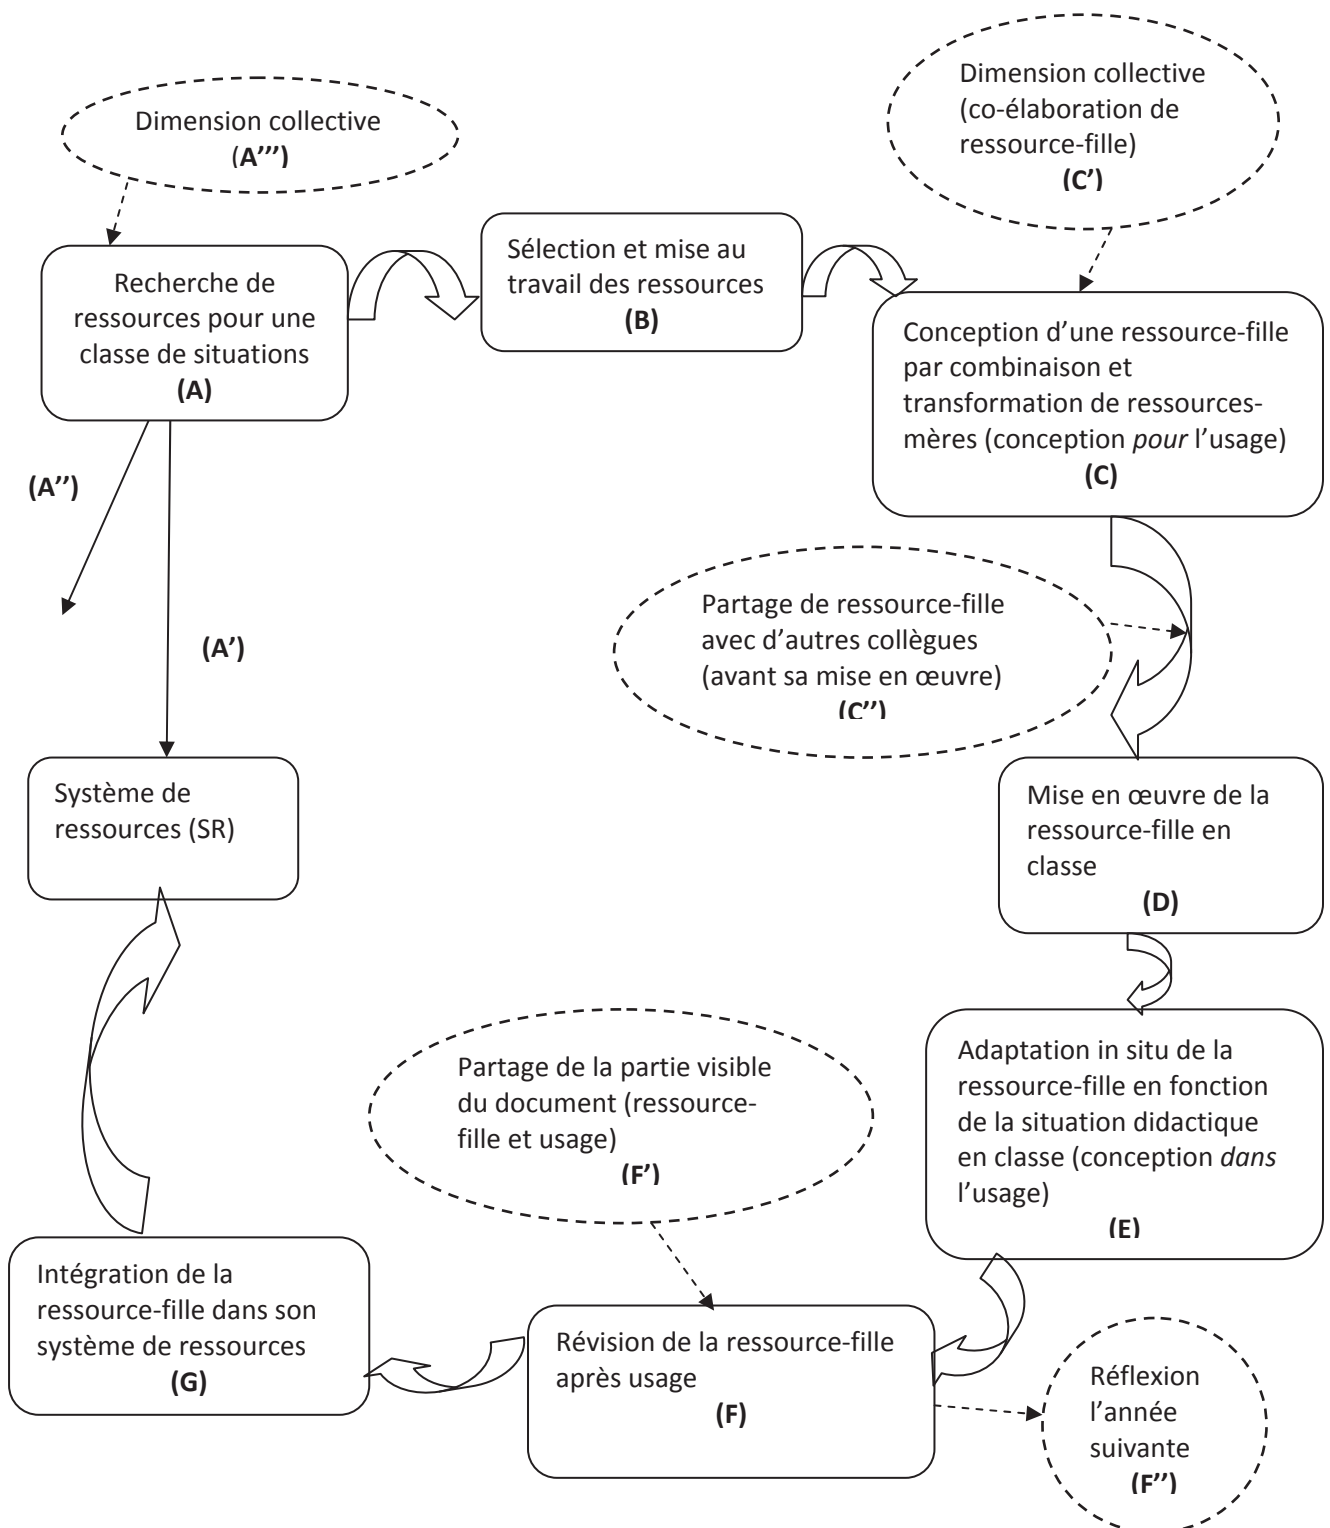 Dimension collective
(A’’’)
Dimension collective
(co-élaboration de
ressource-fille)
(C’)
Recherche de
ressources pour une
classe de situations
(A)
Sélection et mise au
travail des ressources
(B)
Conception d’une ressource-fille
par combinaison et
transformation de ressources-
mères (conception pour l’usage)
(C)
(A’’)
(A’)
Partage de ressource-fille
avec d’autres collègues
(avant sa mise en œuvre)
(C’’)
Système de
ressources (SR)
Mise en œuvre de la
ressource-fille en
classe
(D)
Partage de la partie visible
du document (ressource-
fille et usage)
(F’)
Adaptation in situ de la
ressource-fille en fonction
de la situation didactique
en classe (conception dans
l’usage)
(E)
Intégration de la
ressource-fille dans son
système de ressources
(G)
Révision de la ressource-fille
après usage
(F)
Réflexion
l’année
suivante
(F’’)